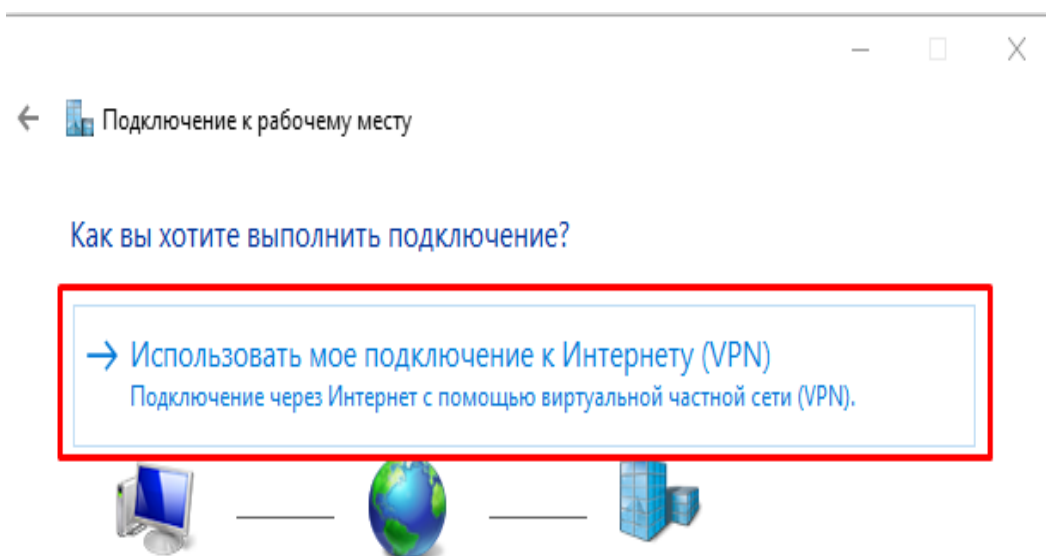 Подключение к рабочему месту
Как вы хотите выполнить подключение?
Использовать мое подключение к Интернету (VPN)
Подключение через Интернет с помощью виртуальной частной сети (VPN).